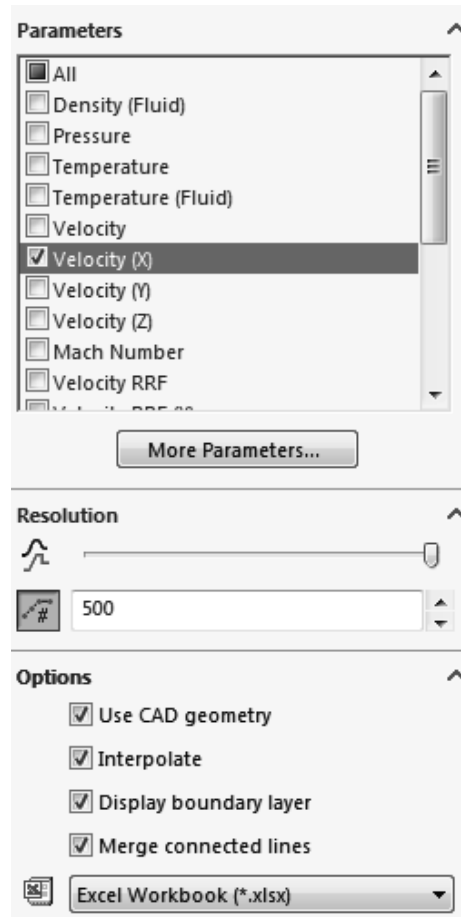 Parameters
All
Density (Fluid)
Pressure
Temperature
Temperature (Fluid)
Velocity
Velocity (X)
Velocity (Y)
Velocity (Z)
Mach Number
Velocity RRF
More Parameters...
Resolution
#
500
Options
Use CAD geometry
Interpolate
Display boundary layer
Merge connected lines
Excel Workbook (*.xlsx)